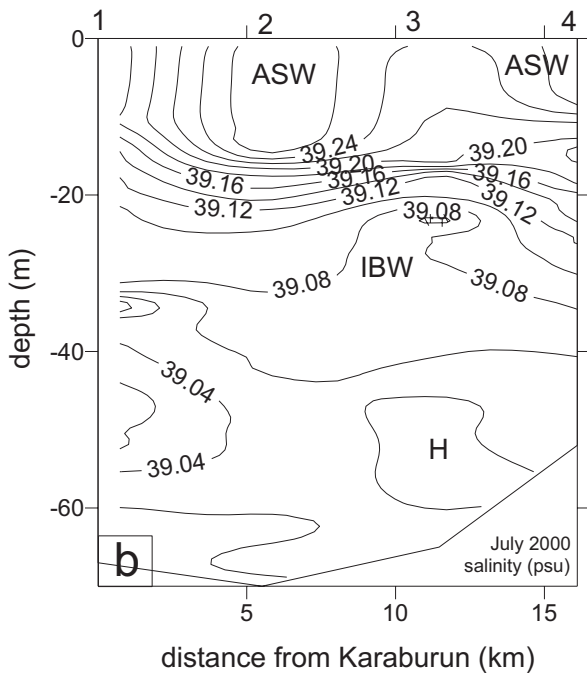 1 2 3 4
0
ASW ASW
39.24
39.20 39.20
39.16 39.16 39.16
-20
39.12 39.12 39.12
39.08
IBW
39.08 39.08
depth (m)
-40
39.04
H
39.04
-60
July 2000
b salinity (psu)
5 10 15
distance from Karaburun (km)